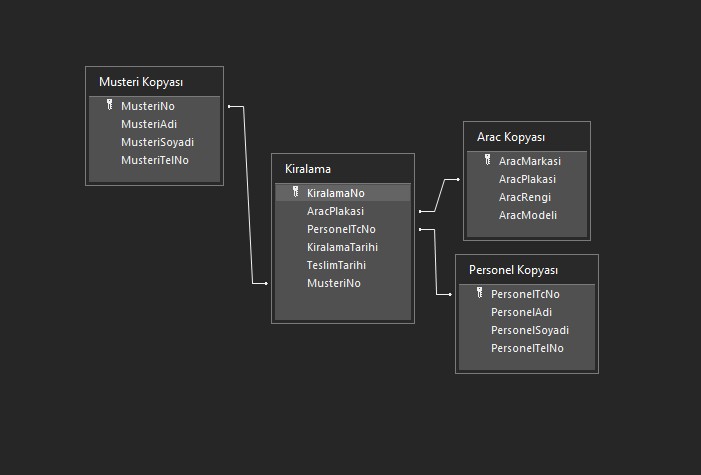 Musteri Kopyası
MusteriNo
MusteriAdi
MusteriSoyadi
MusteriTelNo
Kiralama
KiralamaNo
AracPlakasi
PersonelTcNo
KiralamaTarihi
TeslimTarihi
MusteriNo
Arac Kopyası
AracMarkasi
AracPlakasi
AracRengi
AracModeli
Personel Kopyası
PersonelTcNo
PersonelAdi
PersonelSoyadi
PersonelTelNo